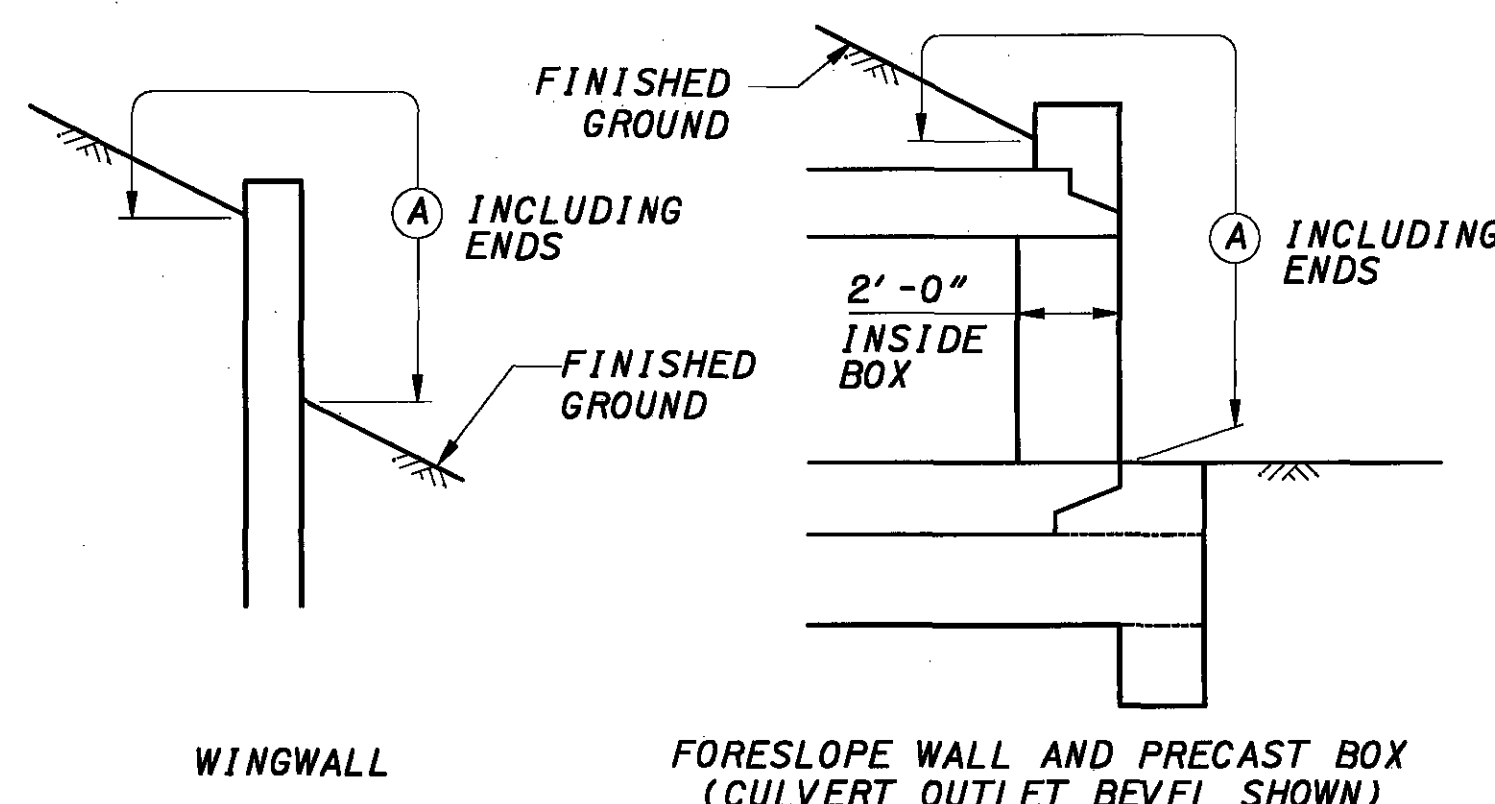 FINISHED
GROUND
A INCLUDING
ENDS
FINISHED
GROUND
WINGWALL
2'-0"
INSIDE
BOX
A INCLUDING
ENDS
FORESLOPE WALL AND PRECAST BOX
(CULVERT OUTLET BEVEL SHOWN)